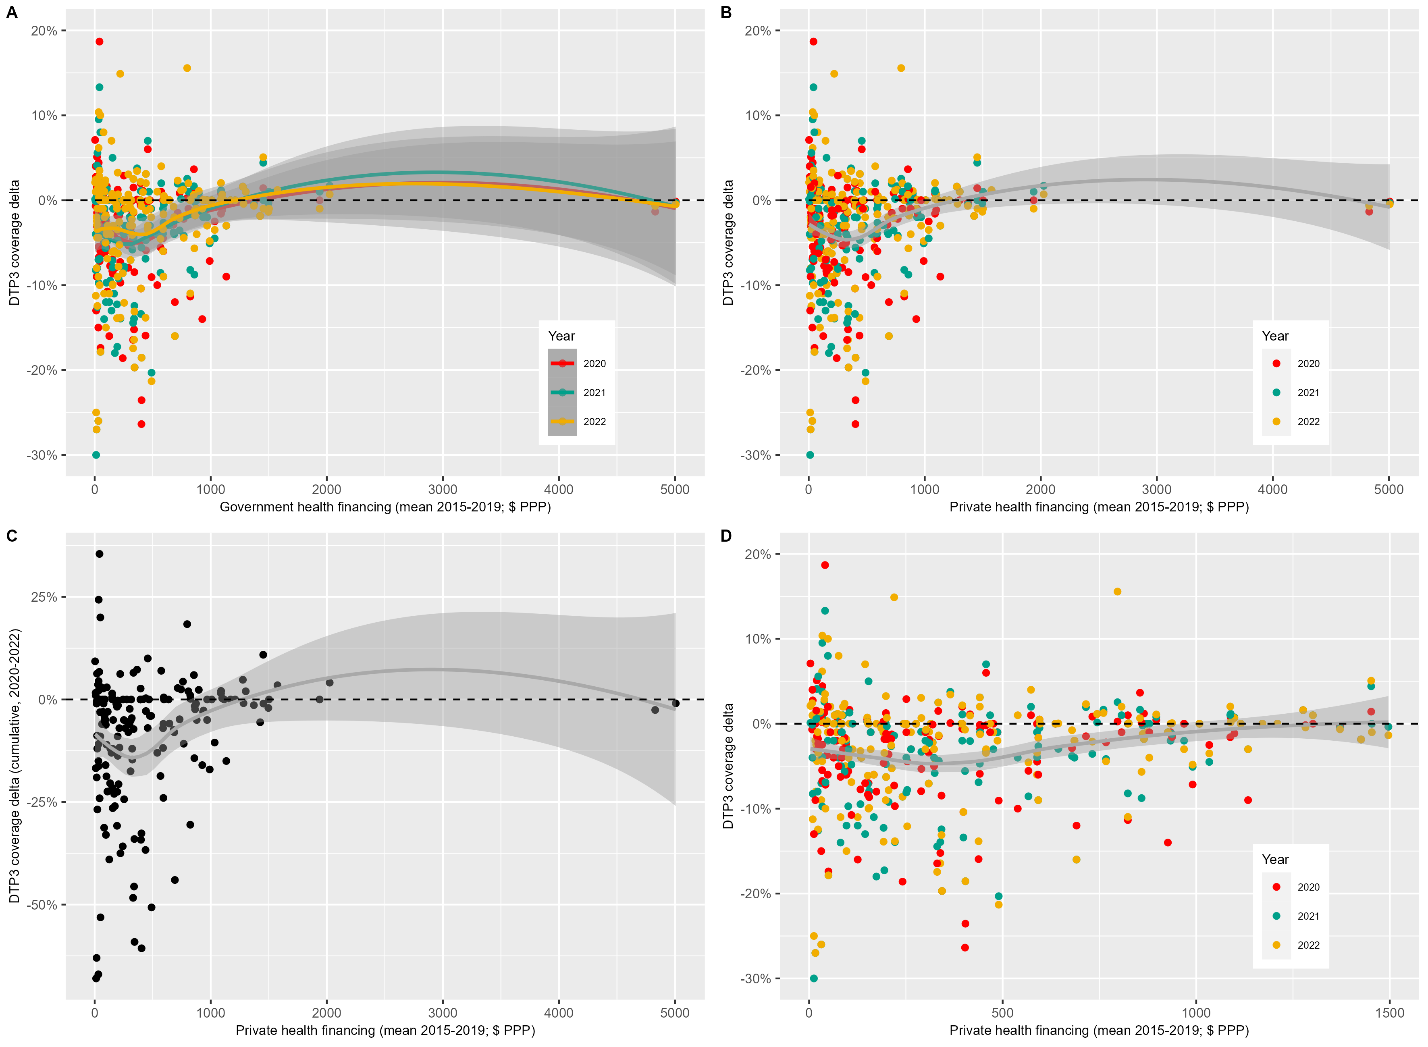 A
DTP3 coverage delta
20%
10%
0%
-10%
-20%
-30%
Year
2020
2021
2022
0 1000 2000 3000 4000 5000
Government health financing (mean 2015-2019; $ PPP)
B
DTP3 coverage delta
20%
10%
0%
-10%
-20%
-30%
Year
2020
2021
2022
0 1000 2000 3000 4000 5000
Private health financing (mean 2015-2019; $ PPP)
C
DTP3 coverage delta (cumulative, 2020-2022)
25%
0%
-25%
-50%
0 1000 2000 3000 4000 5000
Private health financing (mean 2015-2019; $ PPP)
D
DTP3 coverage delta
20%
10%
0%
-10%
-20%
-30%
Year
2020
2021
2022
0 500 1000 1500
Private health financing (mean 2015-2019; $ PPP)